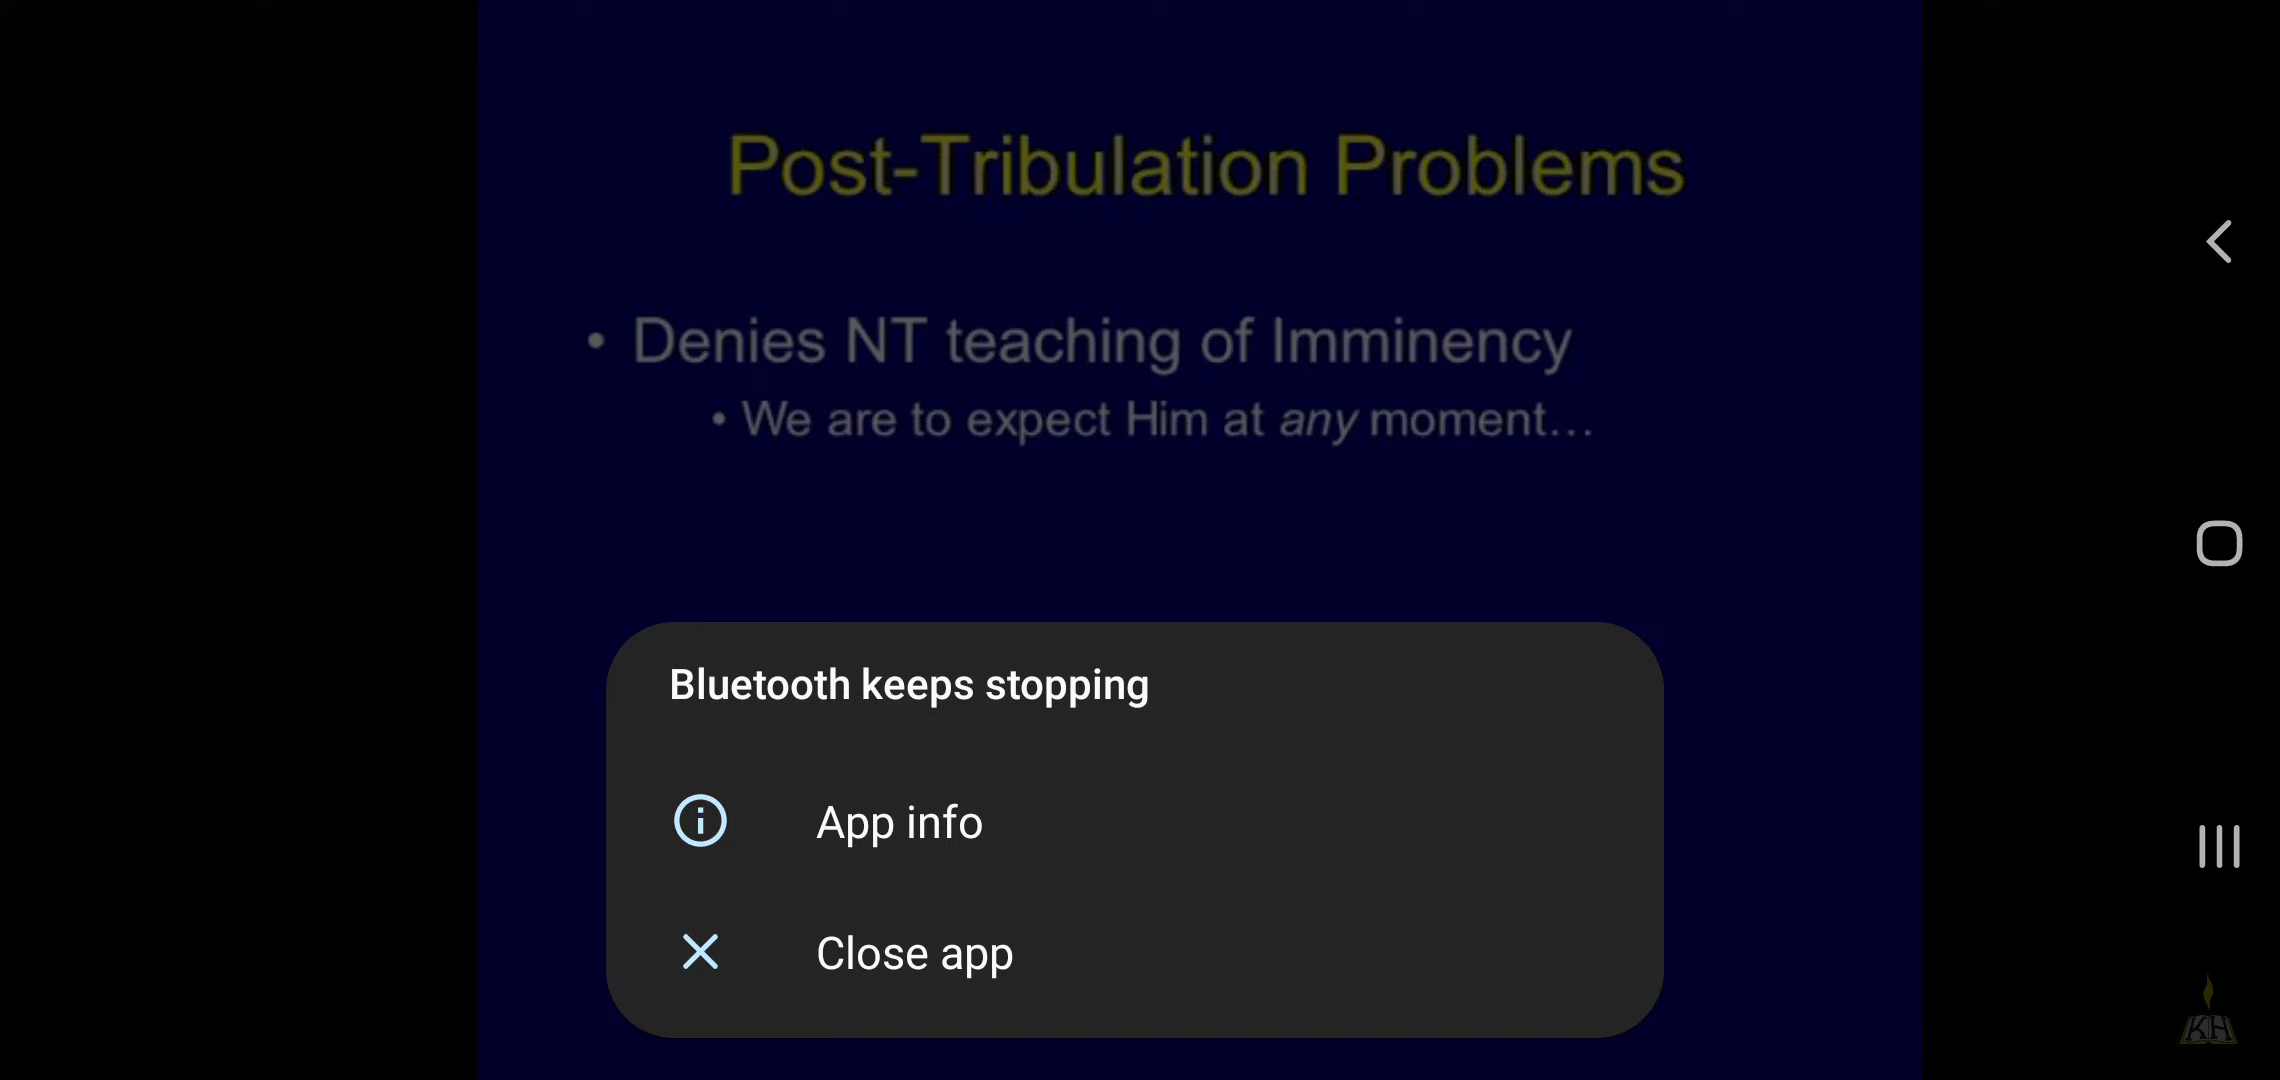 Post-Tribulation Problems
• Denies NT teaching of Imminency
• We are to expect Him at any moment…
Bluetooth keeps stopping
App info
Close app
KH